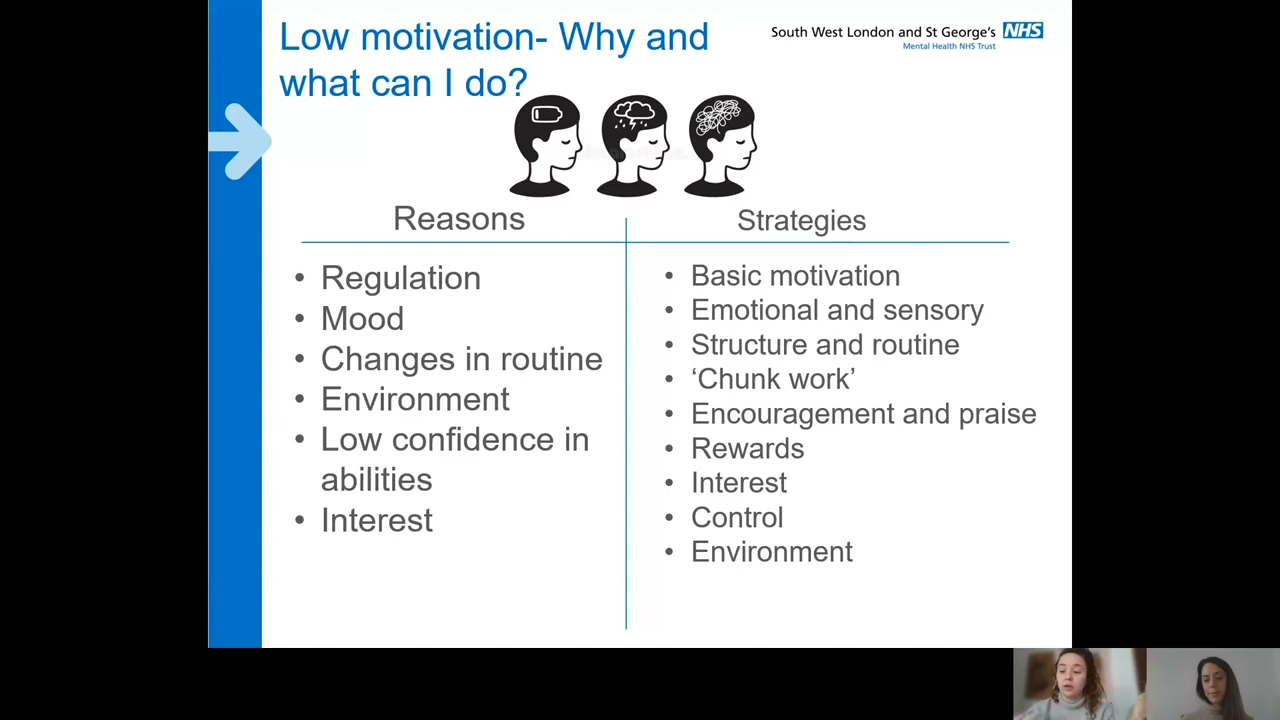 Low motivation- Why and
what can I do?
South West London and St George's NHS
Mental Health NHS Trust
Reasons
• Regulation
• Mood
• Changes in routine
• Environment
• Low confidence in
abilities
• Interest
Strategies
• Basic motivation
• Emotional and sensory
• Structure and routine
• ‘Chunk work’
• Encouragement and praise
• Rewards
• Interest
• Control
• Environment